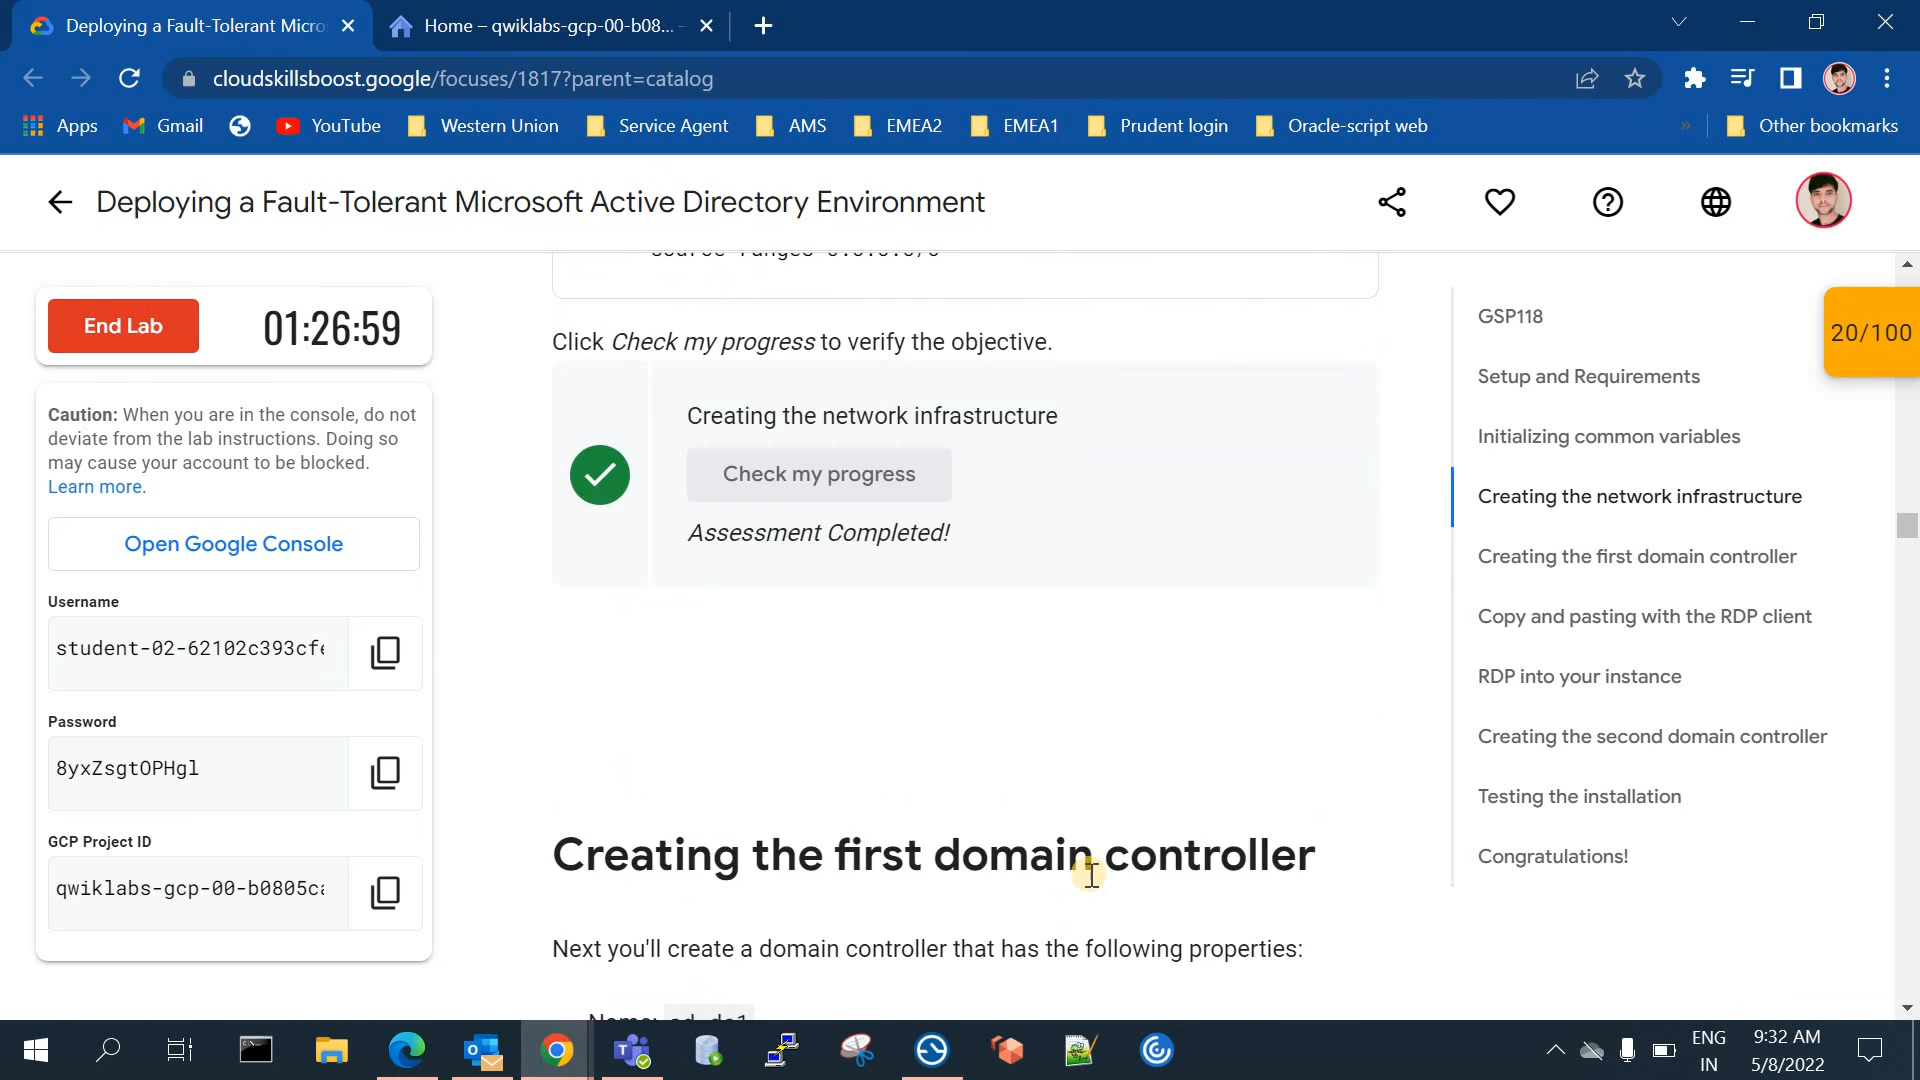 Deploying a Fault-Tolerant Micro
Home – qwiklabs-gcp-00-b08...
cloudskillsboost.google/focuses/1817?parent=catalog
Apps
Gmail
YouTube
Western Union
Service Agent
AMS
EMEA2
EMEA1
Prudent login
Oracle-script web
»
Other bookmarks
Deploying a Fault-Tolerant Microsoft Active Directory Environment
End Lab
01:26:59
Caution: When you are in the console, do not
deviate from the lab instructions. Doing so
may cause your account to be blocked.
Learn more.
Open Google Console
Username
student-02-62102c393cf
Password
8yxZsgtOPHgl
GCP Project ID
qwiklabs-gcp-00-b0805c
Click Check my progress to verify the objective.
Creating the network infrastructure
Check my progress
Assessment Completed!
Creating the first domain controller
Next you'll create a domain controller that has the following properties:
Name: ad-dc1
GSP118
Setup and Requirements
Initializing common variables
Creating the network infrastructure
Creating the first domain controller
Copy and pasting with the RDP client
RDP into your instance
Creating the second domain controller
Testing the installation
Congratulations!
20/100
ENG
IN
9:32 AM
5/8/2022